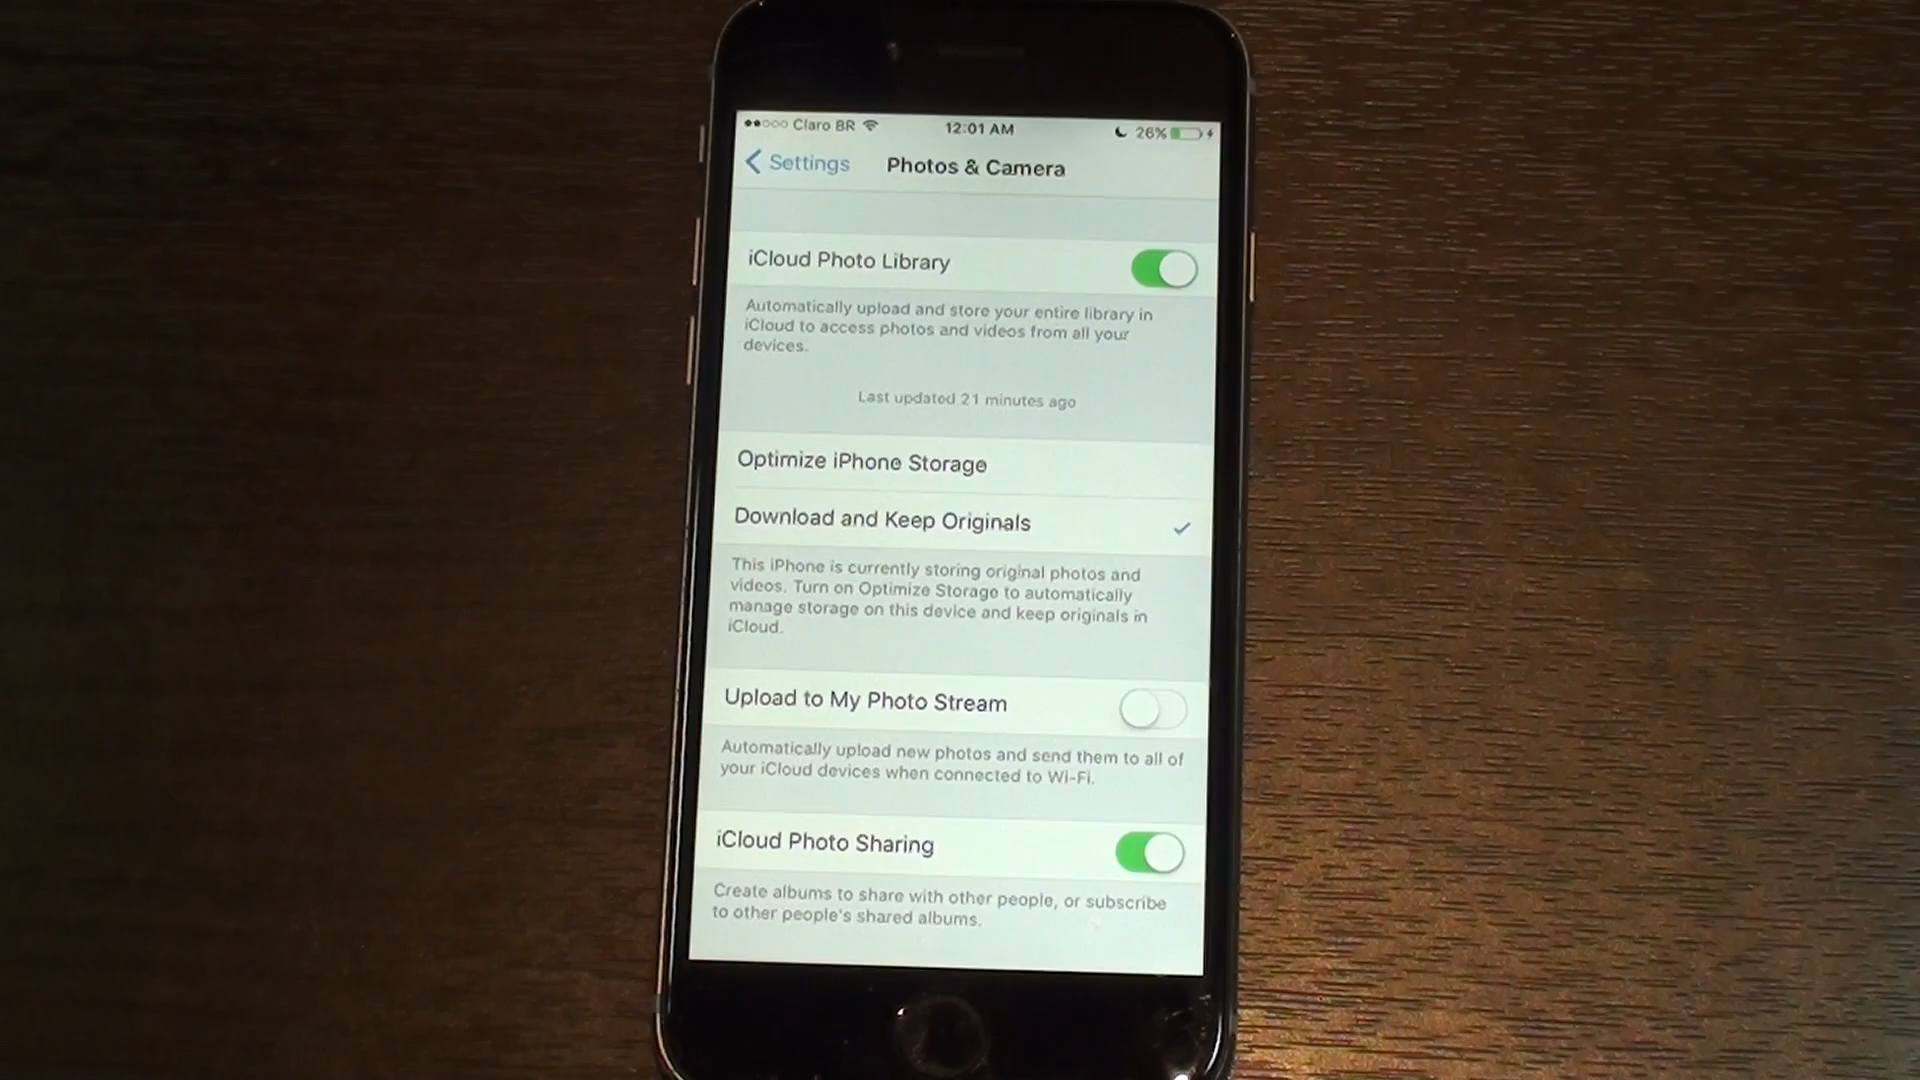 Claro BR 12:01 AM 26%
Settings Photos & Camera
iCloud Photo Library
Automatically upload and store your entire library in
iCloud to access photos and videos from all your
devices.
Last updated 21 minutes ago
Optimize iPhone Storage
Download and Keep Originals
This iPhone is currently storing original photos and
videos. Turn on Optimize Storage to automatically
manage storage on this device and keep originals in
iCloud.
Upload to My Photo Stream
Automatically upload new photos and send them to all of
your iCloud devices when connected to Wi-Fi.
iCloud Photo Sharing
Create albums to share with other people, or subscribe
to other people's shared albums.